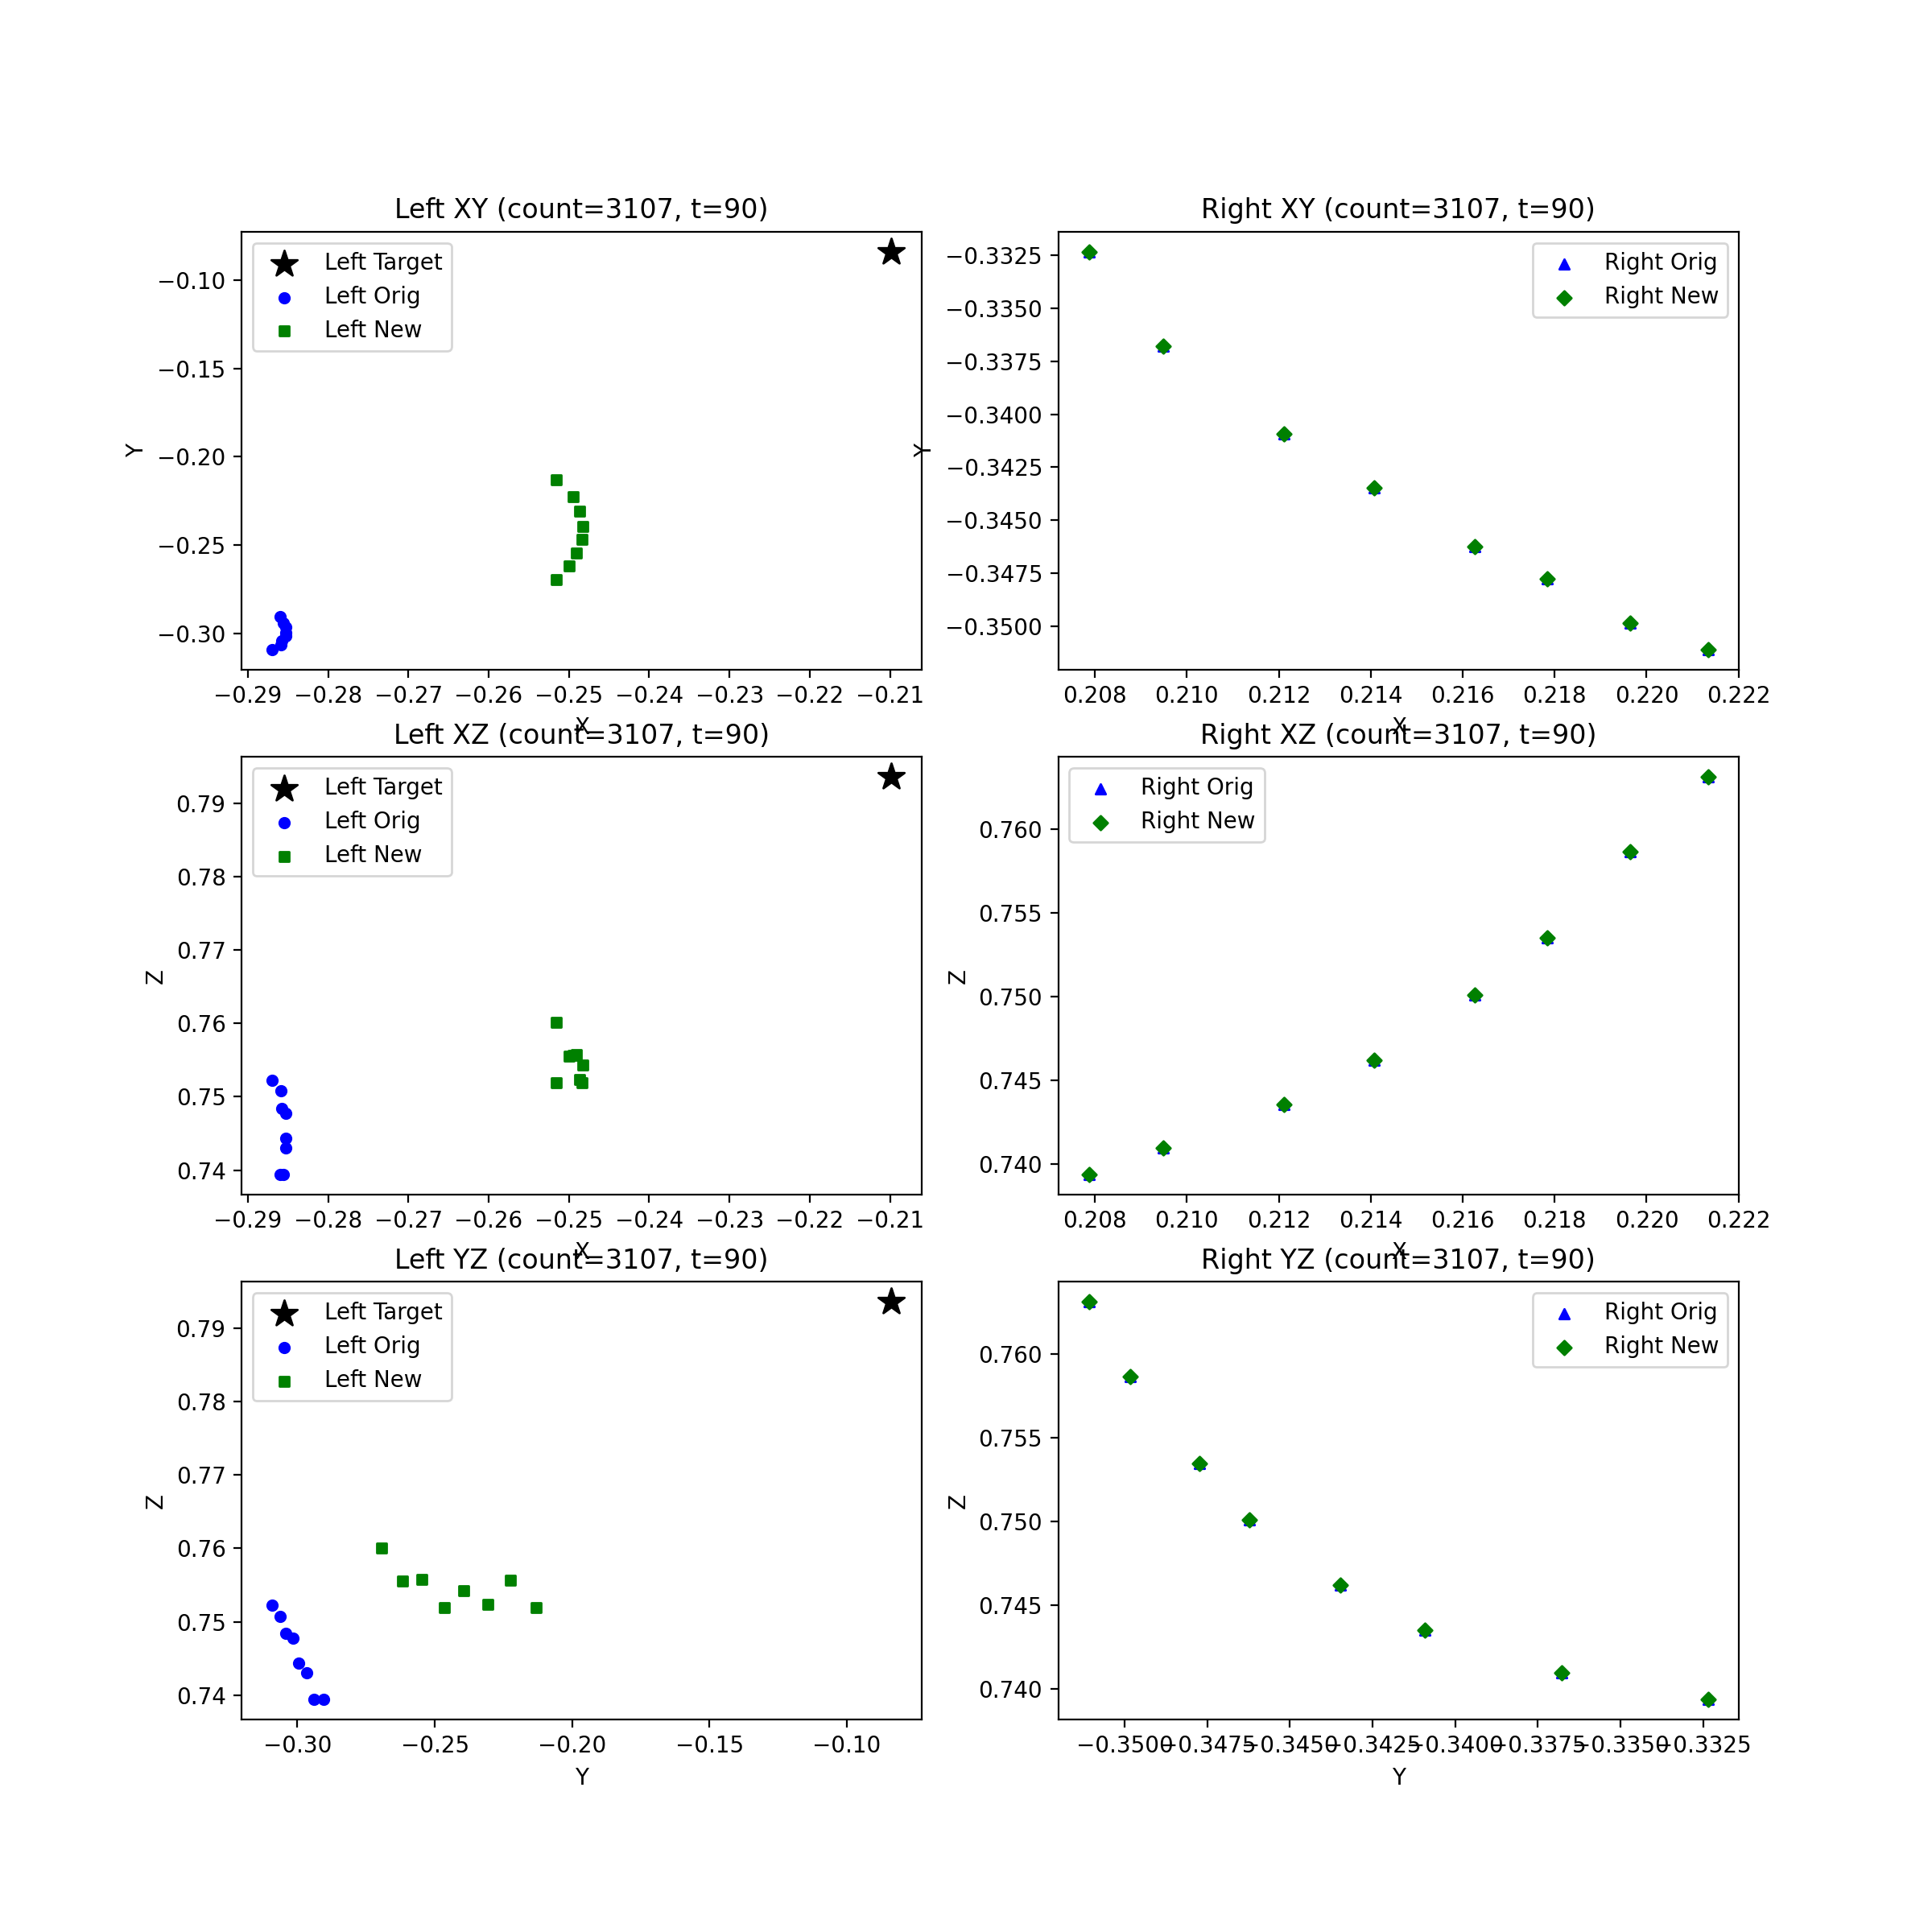 Left XY (count=3107, t=90)
Left Target
Left Orig
Left New
−0.10
−0.15
−0.20
−0.25
−0.30
Y
−0.29 −0.28 −0.27 −0.26 −0.25 −0.24 −0.23 −0.22 −0.21
X
Right XY (count=3107, t=90)
Right Orig
Right New
−0.3325
−0.3350
−0.3375
−0.3400
−0.3425
−0.3450
−0.3475
−0.3500
Y
0.208 0.210 0.212 0.214 0.216 0.218 0.220 0.222
X
Left XZ (count=3107, t=90)
Left Target
Left Orig
Left New
0.79
0.78
0.77
0.76
0.75
0.74
Z
−0.29 −0.28 −0.27 −0.26 −0.25 −0.24 −0.23 −0.22 −0.21
X
Right XZ (count=3107, t=90)
Right Orig
Right New
0.760
0.755
0.750
0.745
0.740
Z
0.208 0.210 0.212 0.214 0.216 0.218 0.220 0.222
X
Left YZ (count=3107, t=90)
Left Target
Left Orig
Left New
0.79
0.78
0.77
0.76
0.75
0.74
Z
−0.30 −0.25 −0.20 −0.15 −0.10
Y
Right YZ (count=3107, t=90)
Right Orig
Right New
0.760
0.755
0.750
0.745
0.740
Z
−0.3500 −0.3475 −0.3450 −0.3425 −0.3400 −0.3375 −0.3350 −0.3325
Y